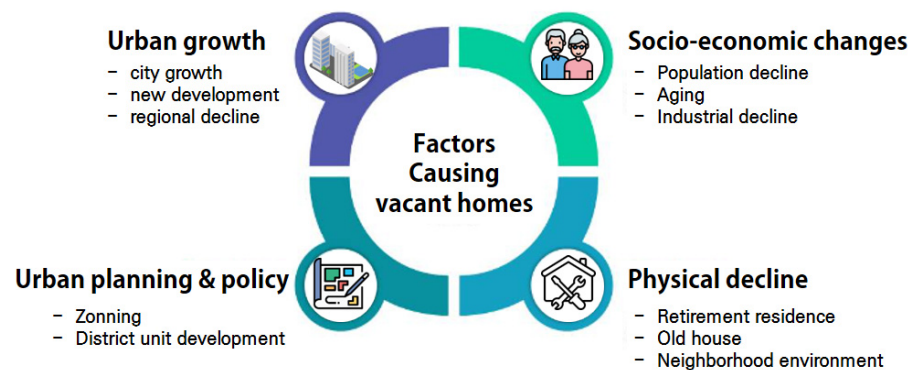 Urban growth
- city growth
- new development
- regional decline
Socio-economic changes
- Population decline
- Aging
- Industrial decline
Factors
Causing
vacant homes
Urban planning & policy
- Zonning
- District unit development
Physical decline
- Retirement residence
- Old house
- Neighborhood environment